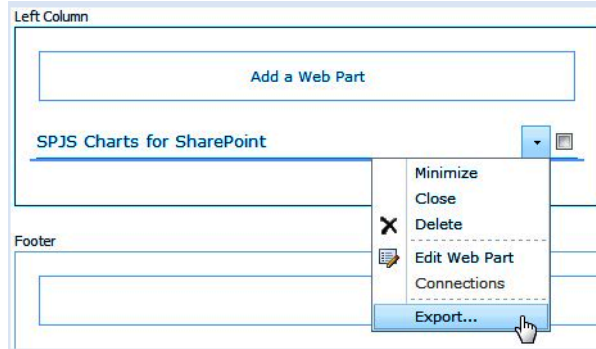 Left Column
Add a Web Part
SPJS Charts for SharePoint
Minimize
Close
Delete
Edit Web Part
Connections
Export...
Footer